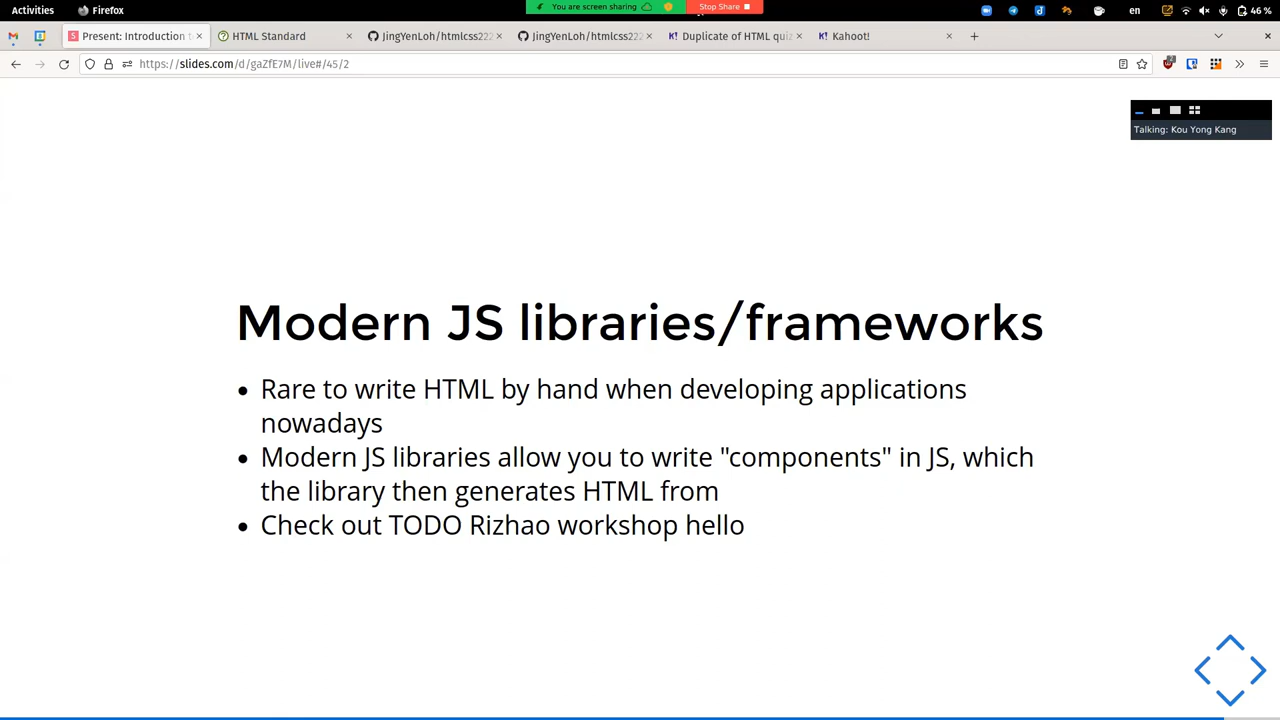 Activities
Firefox
You are screen sharing
Stop Share
en
46 %
Present: Introduction t
HTML Standard
JingYenLoh/htmlcss222
JingYenLoh/htmlcss222
Duplicate of HTML qui
Kahoot!
https://slides.com/d/gaZfE7M/live#/45/2
Talking: Kou Yong Kang
Modern JS libraries/frameworks
• Rare to write HTML by hand when developing applications
nowadays
• Modern JS libraries allow you to write "components" in JS, which
the library then generates HTML from
• Check out TODO Rizhao workshop hello